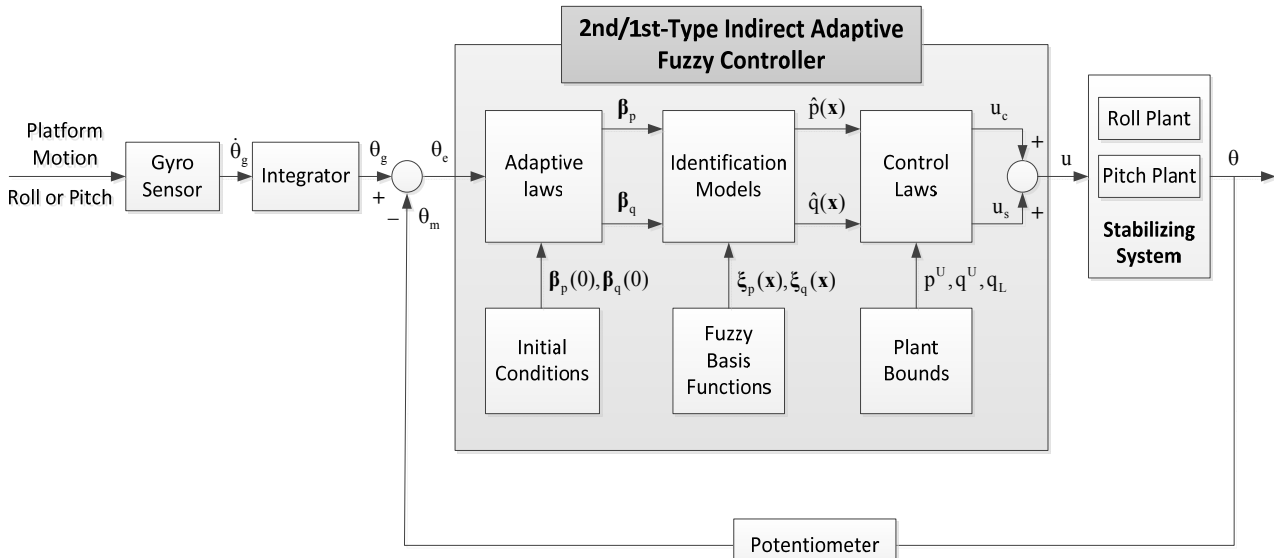 2nd/1st-Type Indirect Adaptive
Fuzzy Controller
Platform
Motion
Roll or Pitch
Gyro
Sensor
θ̇g
Integrator
θg
+
−
θm
θe
Adaptive
laws
βp
βq
Identification
Models
p̂(x)
q̂(x)
Control
Laws
uc
us
+
+
u
Roll Plant
Pitch Plant
Stabilizing
System
θ
βp(0),βq(0)
ξp(x),ξq(x)
pU,qU,qL
Initial
Conditions
Fuzzy
Basis
Functions
Plant
Bounds
Potentiometer